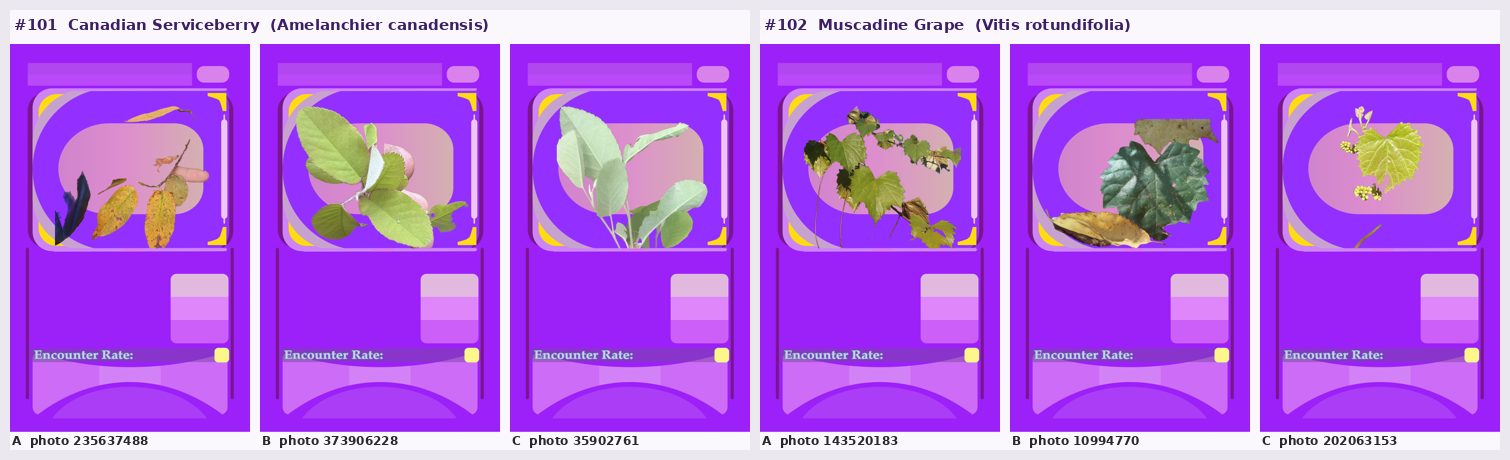 #101 Canadian Serviceberry (Amelanchier canadensis)
#102 Muscadine Grape (Vitis rotundifolia)
Encounter Rate:
Encounter Rate:
Encounter Rate:
Encounter Rate:
Encounter Rate:
Encounter Rate:
A photo 235637488
B photo 373906228
C photo 35902761
A photo 143520183
B photo 10994770
C photo 202063153